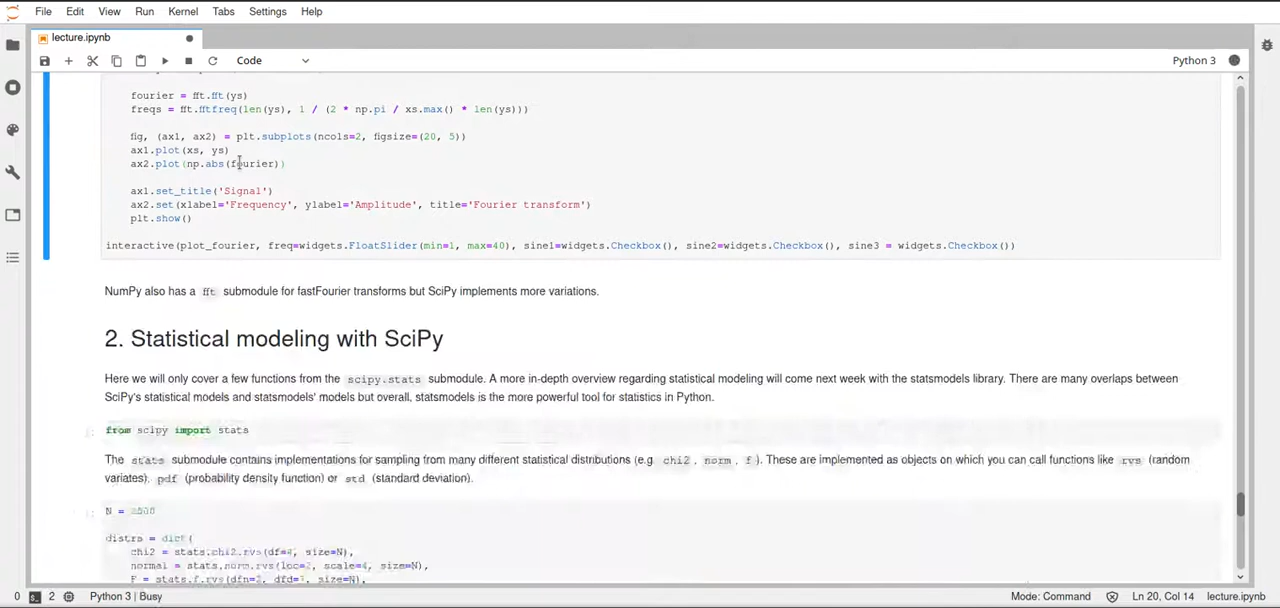 File Edit View Run Kernel Tabs Settings Help
lecture.ipynb
Code
Python 3
fourier = fft.fft(ys)
freqs = fft.fftfreq(len(ys), 1 / (2 * np.pi / xs.max() * len(ys)))
fig, (ax1, ax2) = plt.subplots(ncols=2, figsize=(20, 5))
ax1.plot(xs, ys)
ax2.plot(np.abs(fourier))
ax1.set_title('Signal')
ax2.set(xlabel='Frequency', ylabel='Amplitude', title='Fourier transform')
plt.show()
interactive(plot_fourier, freq=widgets.FloatSlider(min=1, max=40), sine1=widgets.Checkbox(), sine2=widgets.Checkbox(), sine3 = widgets.Checkbox())
NumPy also has a fft submodule for fastFourier transforms but SciPy implements more variations.
2. Statistical modeling with SciPy
Here we will only cover a few functions from the scipy.stats submodule. A more in-depth overview regarding statistical modeling will come next week with the statsmodels library. There are many overlaps between
SciPy's statistical models and statsmodels' models but overall, statsmodels is the more powerful tool for statistics in Python.
from scipy import stats
The stats submodule contains implementations for sampling from many different statistical distributions (e.g. chi2, norm, f). These are implemented as objects on which you can call functions like rvs (random
variates), pdf (probability density function) or std (standard deviation).
N =
distrs = dict(
chi2 = stats.chi2.rvs(df=4, size=N),
normal = stats.norm.rvs(loc=2, scale=4, size=N),
F = stats.f.rvs(dfn=2, dfd=1, size=N),
0 2 Python 3 | Busy Mode: Command Ln 20, Col 14 lecture.ipynb